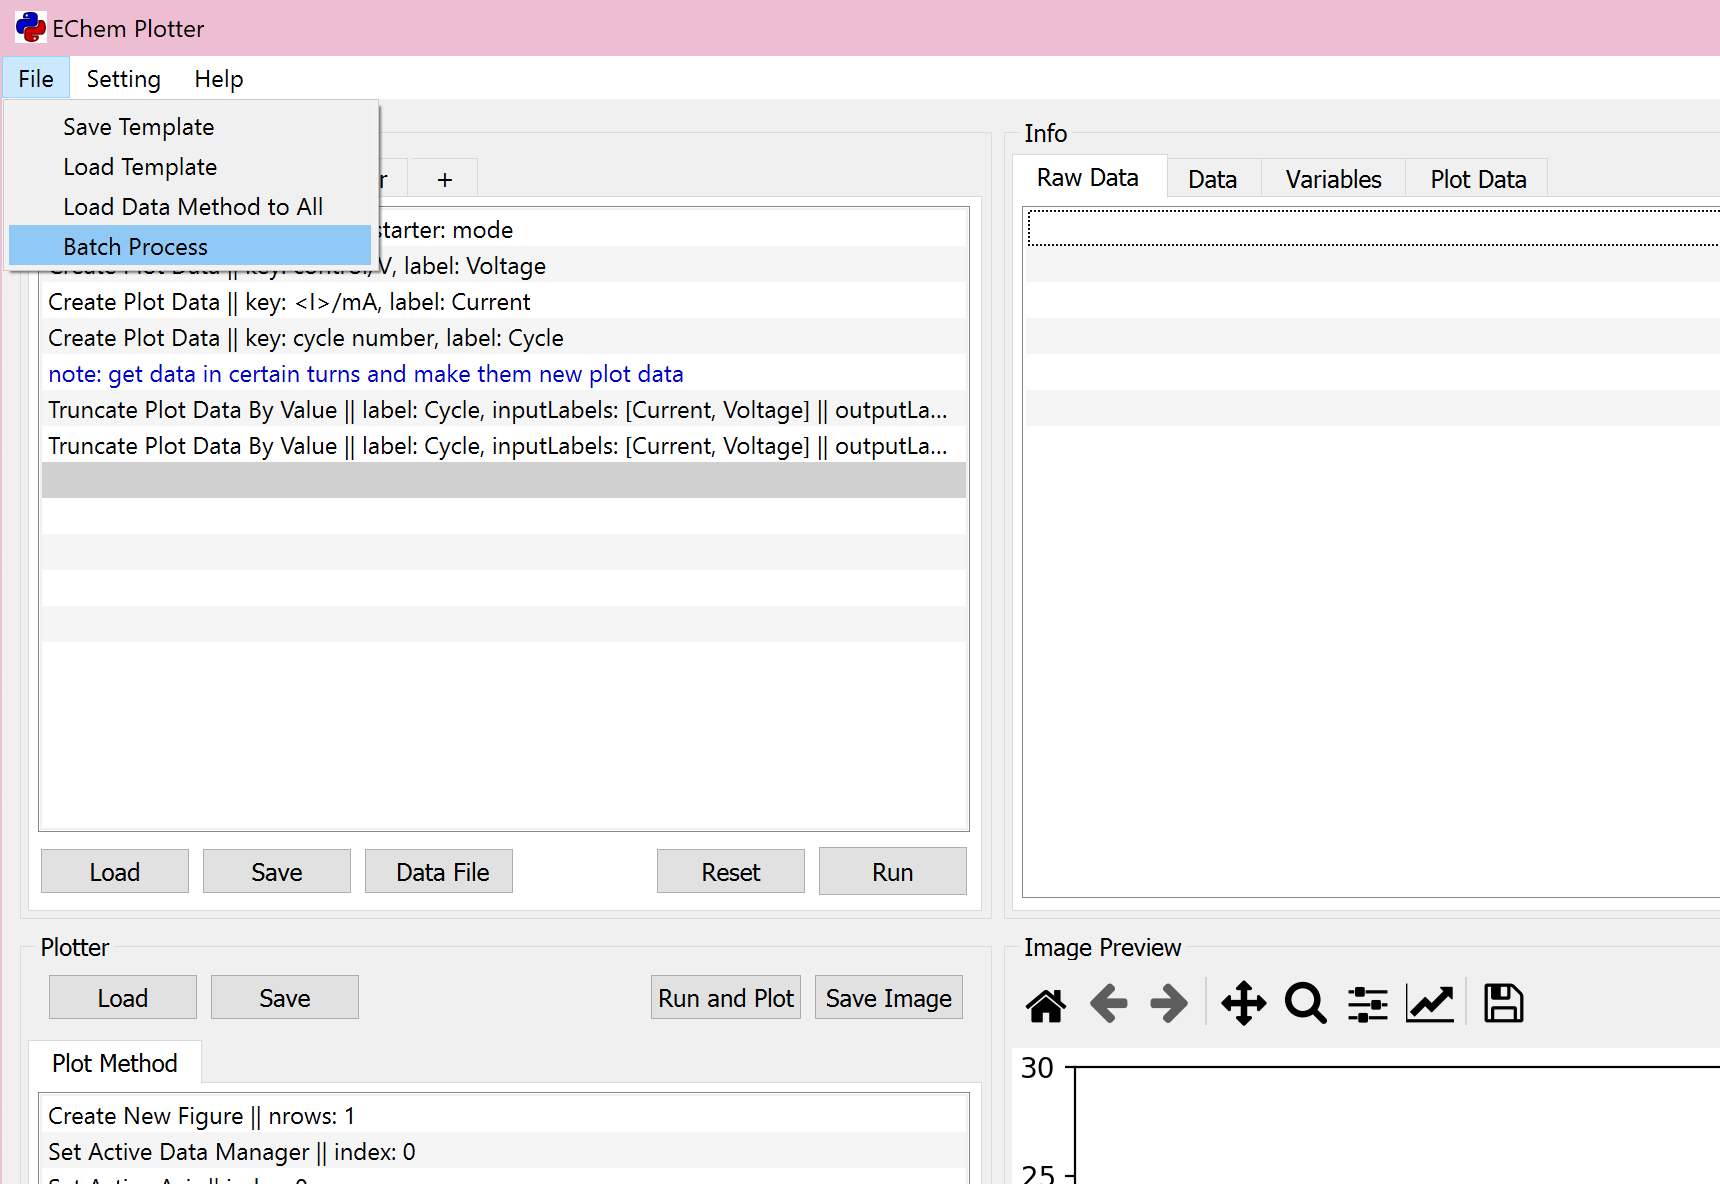 EChem Plotter
File Setting Help
Save Template
Load Template
Load Data Method to All
Batch Process
+
starter: mode
V, label: Voltage
Create Plot Data || key: <I>/mA, label: Current
Create Plot Data || key: cycle number, label: Cycle
note: get data in certain turns and make them new plot data
Truncate Plot Data By Value || label: Cycle, inputLabels: [Current, Voltage] || outputLa...
Truncate Plot Data By Value || label: Cycle, inputLabels: [Current, Voltage] || outputLa...
Load Save Data File Reset Run
Info
Raw Data Data Variables Plot Data
Plotter
Load Save Run and Plot Save Image
Plot Method
Create New Figure || nrows: 1
Set Active Data Manager || index: 0
Image Preview
30
25